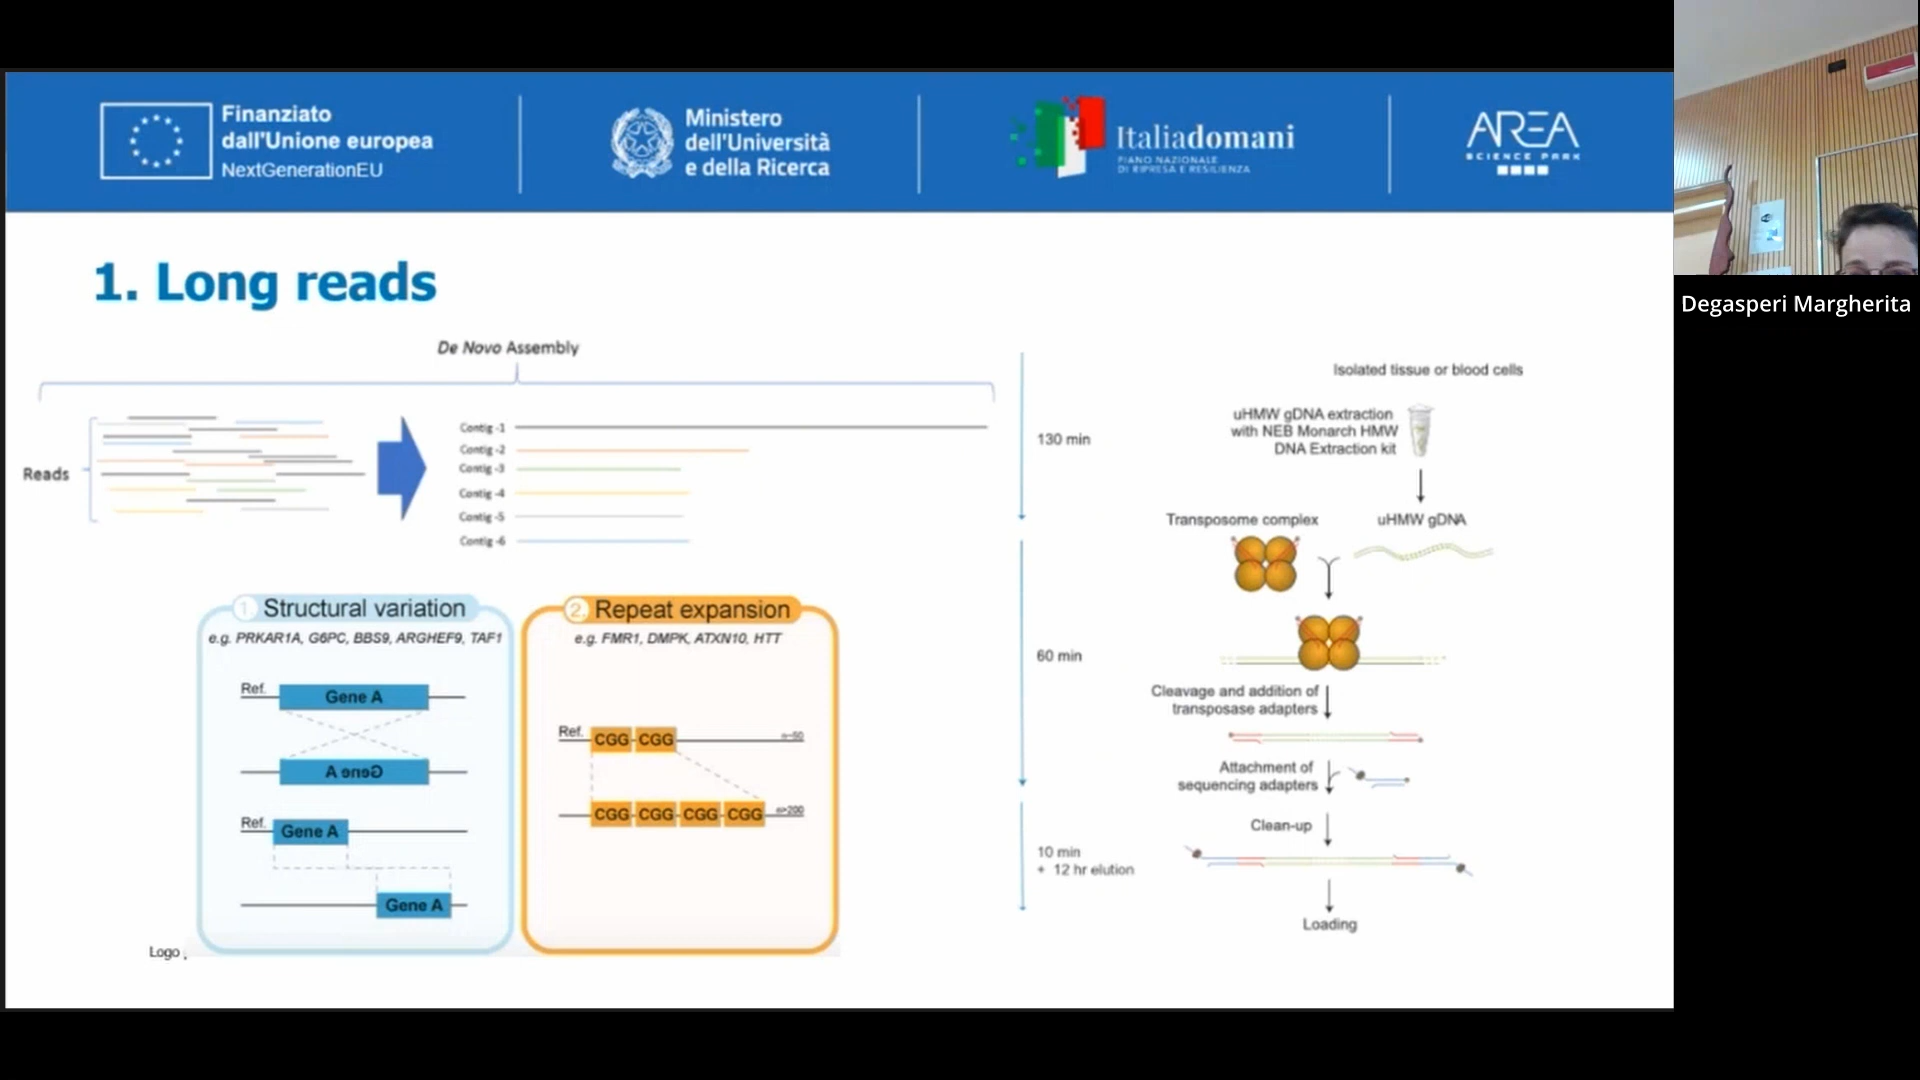 Finanziato
dall'Unione europea
NextGenerationEU
Ministero
dell'Università
e della Ricerca
Italiadomani
PIANO NAZIONALE
DI RIPRESA E RESILIENZA
AREA
SCIENCE PARK
Degasperi Margherita
1. Long reads
De Novo Assembly
Reads
Contig -1
Contig -2
Contig -3
Contig -4
Contig -5
Contig -6
1. Structural variation
e.g. PRKAR1A, G6PC, BBS9, ARGHEF9, TAF1
Ref.
Gene A
Gene A
Ref.
Gene A
Gene A
2. Repeat expansion
e.g. FMR1, DMPK, ATXN10, HTT
Ref.
CGG CGG
n~50
CGG CGG CGG CGG
n>200
Logo
130 min
60 min
10 min
+ 12 hr elution
Isolated tissue or blood cells
uHMW gDNA extraction
with NEB Monarch HMW
DNA Extraction kit
Transposome complex
uHMW gDNA
Cleavage and addition of
transposase adapters
Attachment of
sequencing adapters
Clean-up
Loading